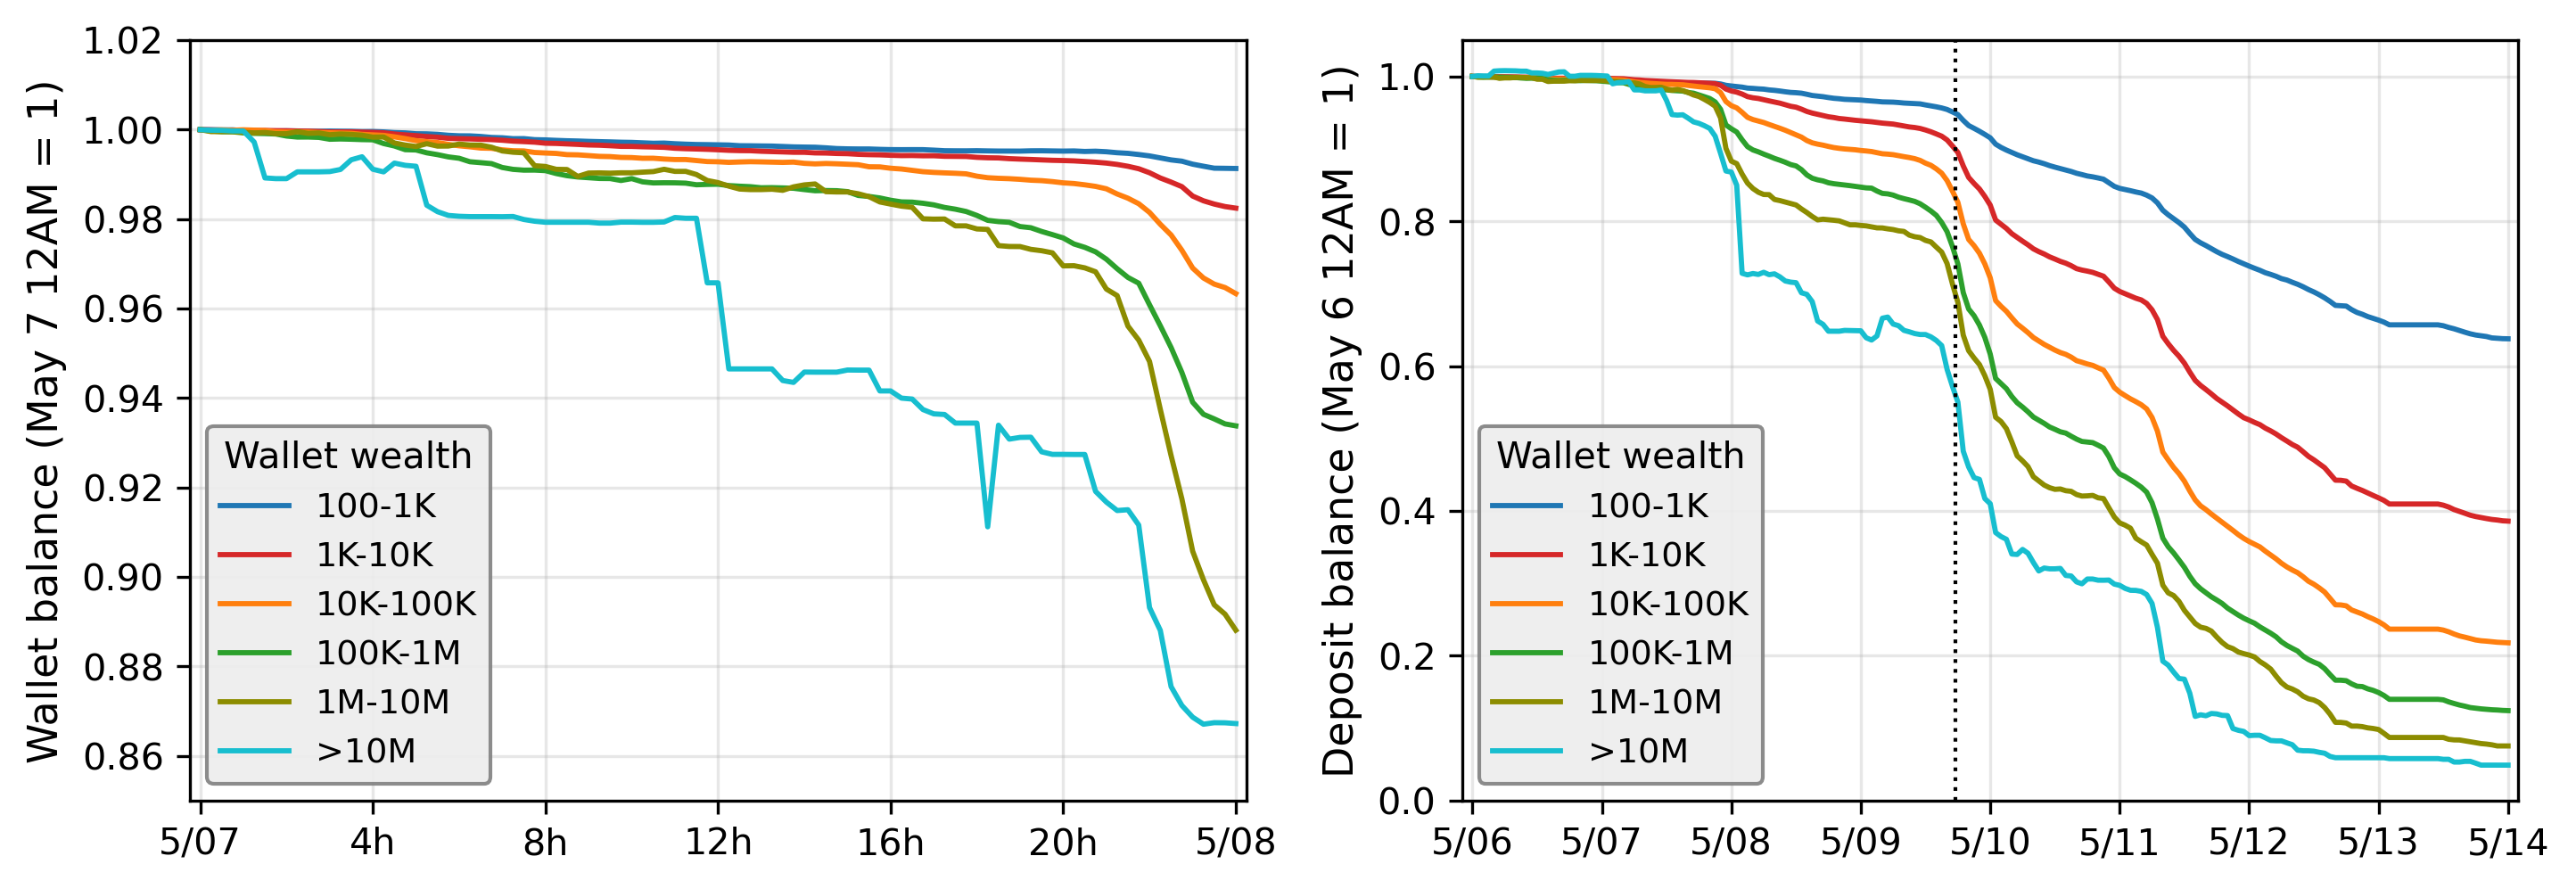 Wallet balance (May 7 12AM = 1)
1.02
1.00
0.98
0.96
0.94
0.92
0.90
0.88
0.86
Wallet wealth
100-1K
1K-10K
10K-100K
100K-1M
1M-10M
>10M
5/07 4h 8h 12h 16h 20h 5/08
Deposit balance (May 6 12AM = 1)
1.0
0.8
0.6
0.4
0.2
0.0
Wallet wealth
100-1K
1K-10K
10K-100K
100K-1M
1M-10M
>10M
5/06 5/07 5/08 5/09 5/10 5/11 5/12 5/13 5/14